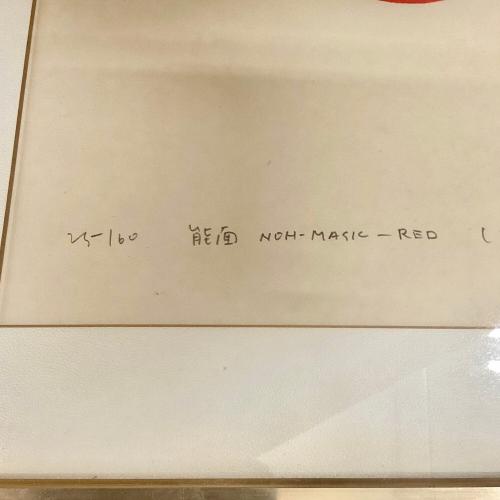 25-160 能面 NOH-MAGIC-RED (